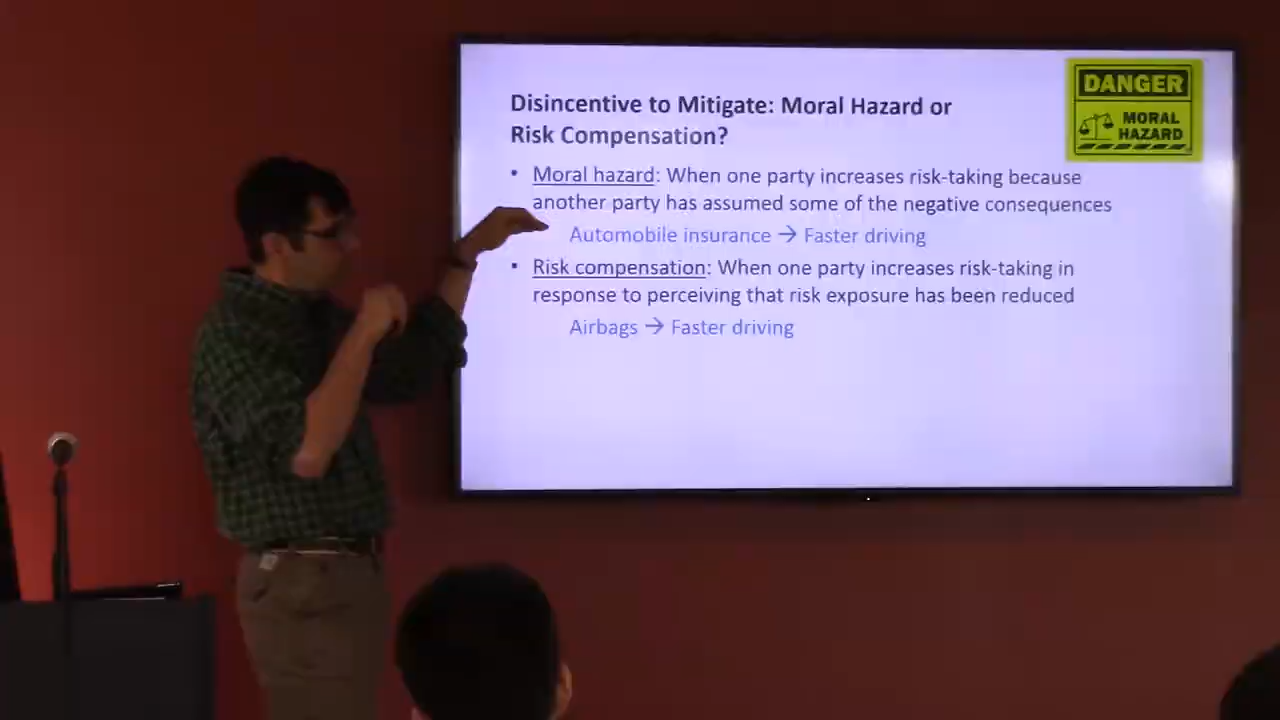 Disincentive to Mitigate: Moral Hazard or
Risk Compensation?
DANGER
MORAL
HAZARD
• Moral hazard: When one party increases risk-taking because
another party has assumed some of the negative consequences
Automobile insurance → Faster driving
• Risk compensation: When one party increases risk-taking in
response to perceiving that risk exposure has been reduced
Airbags → Faster driving